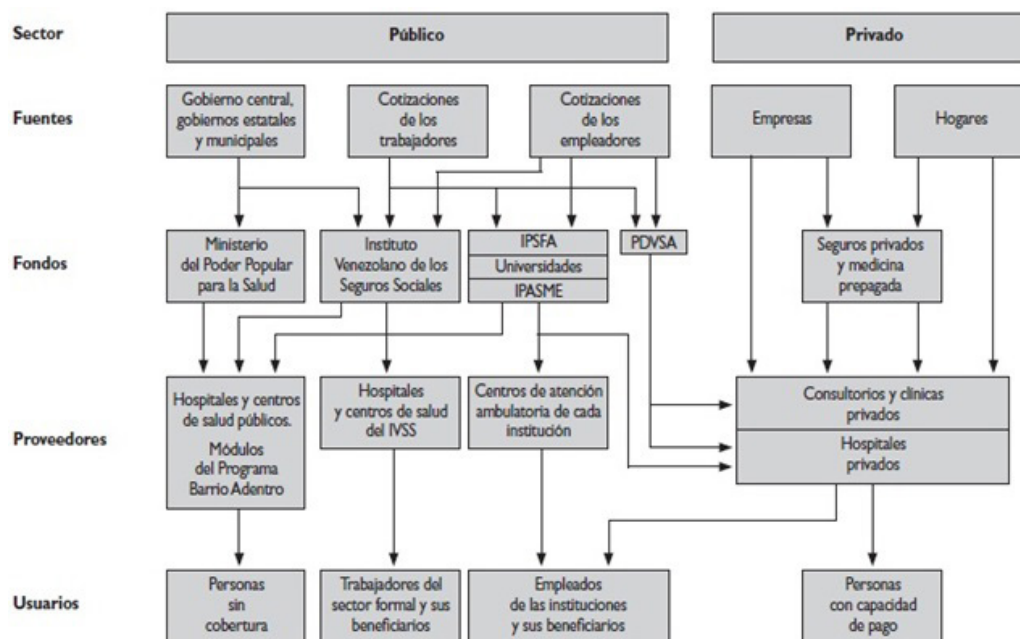 Sector
Público
Privado
Fuentes
Gobierno central,
gobiernos estatales
y municipales
Cotizaciones
de los
trabajadores
Cotizaciones
de los
empleadores
Empresas
Hogares
Fondos
Ministerio
del Poder Popular
para la Salud
Instituto
Venezolano de los
Seguros Sociales
IPSFA
Universidades
IPASME
PDVSA
Seguros privados
y medicina
prepagada
Proveedores
Hospitales y centros
de salud públicos.
Módulos
del Programa
Barrio Adentro
Hospitales
y centros de salud
del IVSS
Centros de atención
ambulatoria de cada
institución
Consultorios y clínicas
privados
Hospitales
privados
Usuarios
Personas
sin
cobertura
Trabajadores del
sector formal y sus
beneficiarios
Empleados
de las instituciones
y sus beneficiarios
Personas
con capacidad
de pago